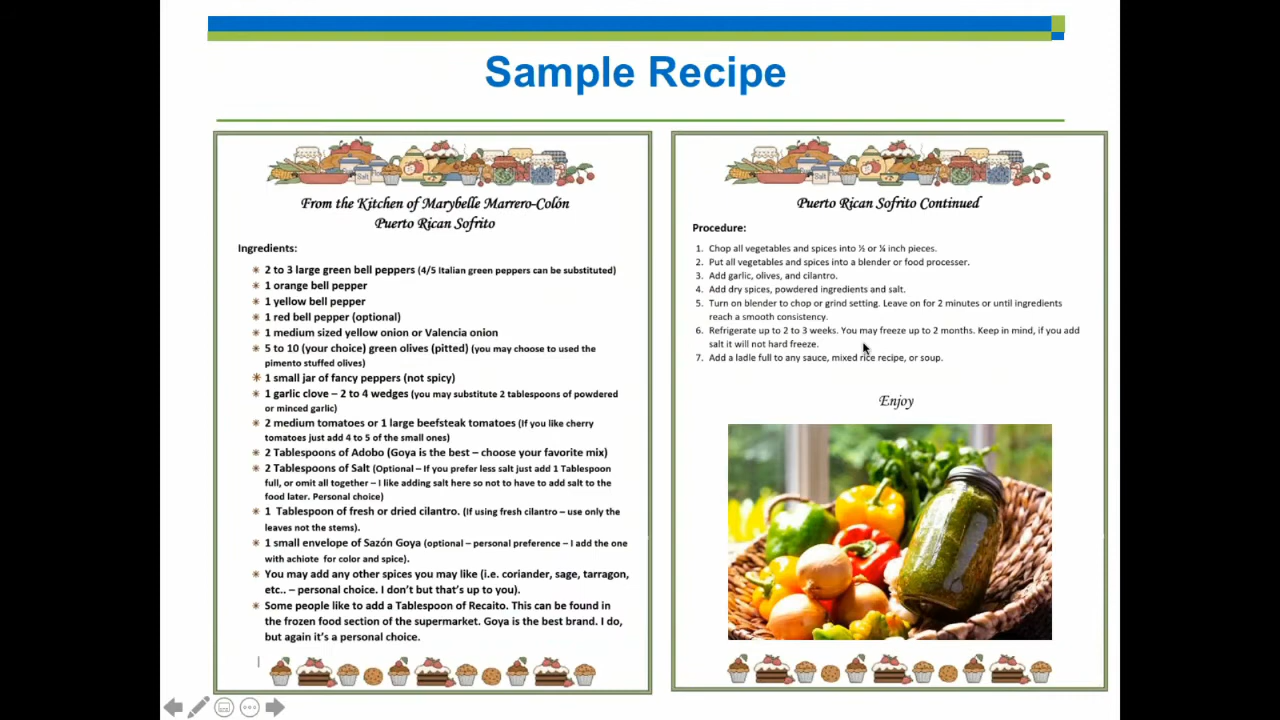 Sample Recipe
From the Kitchen of Marybelle Marrero-Colón
Puerto Rican Sofrito
Ingredients:
2 to 3 large green bell peppers (4/5 Italian green peppers can be substituted)
1 orange bell pepper
1 yellow bell pepper
1 red bell pepper (optional)
1 medium sized yellow onion or Valencia onion
5 to 10 (your choice) green olives (pitted) (you may choose to used the
pimento stuffed olives)
1 small jar of fancy peppers (not spicy)
1 garlic clove – 2 to 4 wedges (you may substitute 2 tablespoons of powdered
or minced garlic)
2 medium tomatoes or 1 large beefsteak tomatoes (If you like cherry
tomatoes just add 4 to 5 of the small ones)
2 Tablespoons of Adobo (Goya is the best – choose your favorite mix)
2 Tablespoons of Salt (Optional – If you prefer less salt just add 1 Tablespoon
full, or omit all together – I like adding salt here so not to have to add salt to the
food later. Personal choice)
1 Tablespoon of fresh or dried cilantro. (If using fresh cilantro – use only the
leaves not the stems).
1 small envelope of Sazón Goya (optional – personal preference – I add the one
with achiote for color and spice).
You may add any other spices you may like (i.e. coriander, sage, tarragon,
etc.. – personal choice. I don't but that's up to you).
Some people like to add a Tablespoon of Recaito. This can be found in
the frozen food section of the supermarket. Goya is the best brand. I do,
but again it's a personal choice.
Puerto Rican Sofrito Continued
Procedure:
1. Chop all vegetables and spices into ½ or ¼ inch pieces.
2. Put all vegetables and spices into a blender or food processer.
3. Add garlic, olives, and cilantro.
4. Add dry spices, powdered ingredients and salt.
5. Turn on blender to chop or grind setting. Leave on for 2 minutes or until ingredients
reach a smooth consistency.
6. Refrigerate up to 2 to 3 weeks. You may freeze up to 2 months. Keep in mind, if you add
salt it will not hard freeze.
7. Add a ladle full to any sauce, mixed rice recipe, or soup.
Enjoy